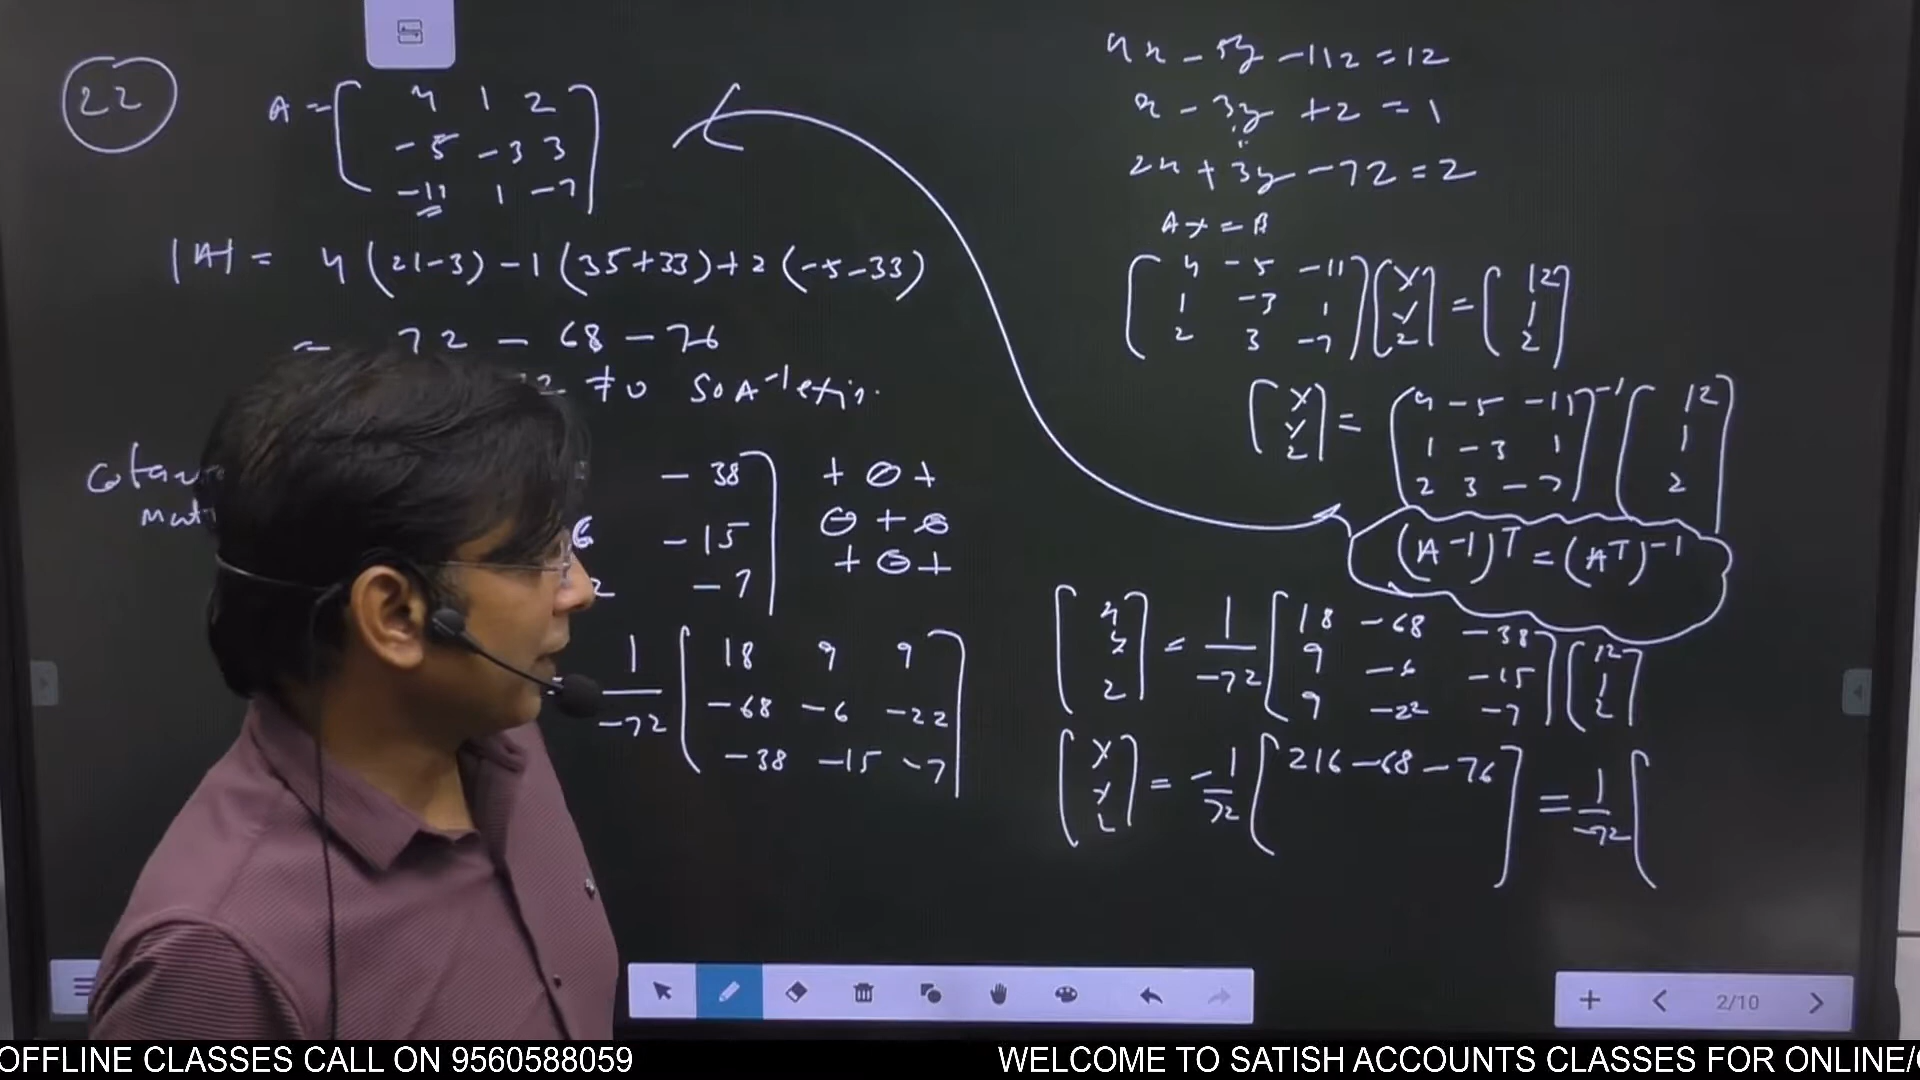 22
A = [ 4 1 2
-5 -3 3
-11 1 -7 ]
|A| = 4 (21-3) -1 (35+33) + 2 (-5-33)
= 72 - 68 - 76
≠ 0 So A⁻¹ exfis.
- 38 ] + ⊖ +
- 15 ⊖ + ⊖
- 7 + ⊖ +
1/-72 [ 18 9 9
-68 -6 -22
-38 -15 -7 ]
4x - 5y - 11z = 12
x - 3y + z = 1
2x + 3y - 7z = 2
AX = B
[ 4 -5 -11 ] [ x ] = [ 12 ]
1 -3 1 y 1
2 3 -7 z 2
[ x ] = [ 4 -5 -11 ]⁻¹ [ 12 ]
y 1 -3 1 1
z 2 3 -7 2
(A⁻¹)ᵀ = (Aᵀ)⁻¹
[ x ] = 1/-72 [ 18 -68 -38 ] [ 12 ]
y 9 -6 -15 1
z 9 -22 -7 2
[ x ] = -1/72 [ 216 - 68 - 76 ] = 1/-72 [
y
z
2/10
OFFLINE CLASSES CALL ON 9560588059
WELCOME TO SATISH ACCOUNTS CLASSES FOR ONLINE/